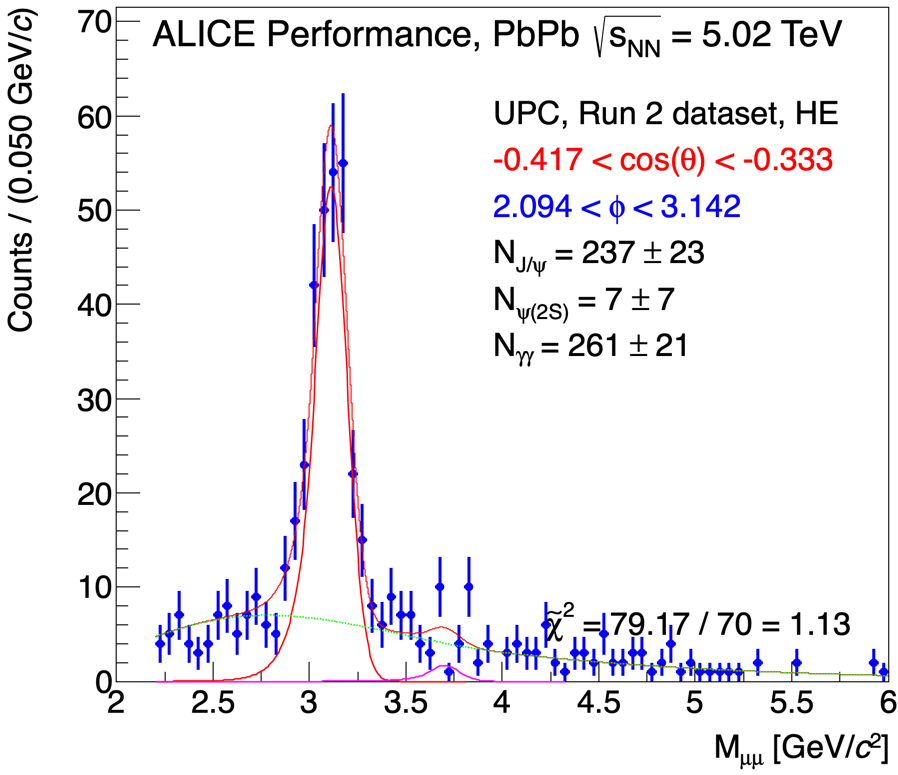 ALICE Performance, PbPb √sNN = 5.02 TeV
UPC, Run 2 dataset, HE
-0.417 < cos(θ) < -0.333
2.094 < ϕ < 3.142
NJ/ψ = 237 ± 23
Nψ(2S) = 7 ± 7
Nγγ = 261 ± 21
χ̃² = 79.17 / 70 = 1.13
Counts / (0.050 GeV/c)
70
60
50
40
30
20
10
0
2 2.5 3 3.5 4 4.5 5 5.5 6
Mμμ [GeV/c²]